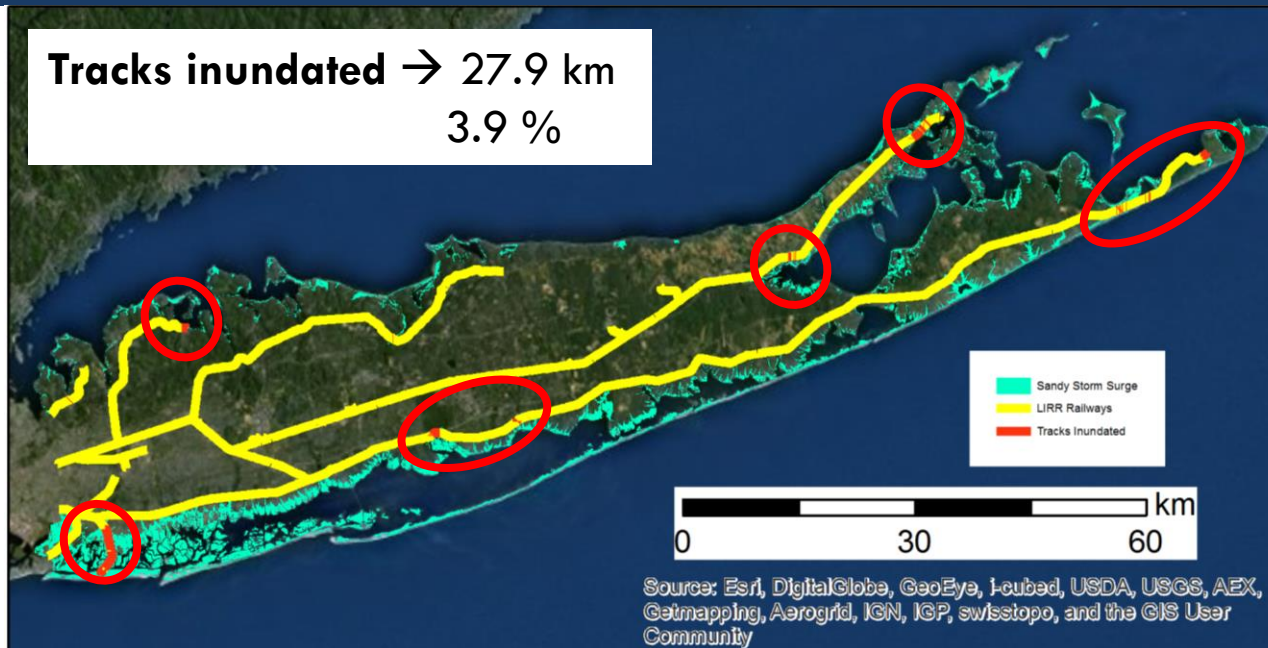 Tracks inundated → 27.9 km
3.9 %
Sandy Storm Surge
LIRR Railways
Tracks Inundated
km
0 30 60
Source: Esri, DigitalGlobe, GeoEye, i-cubed, USDA, USGS, AEX,
Getmapping, Aerogrid, IGN, IGP, swisstopo, and the GIS User
Community